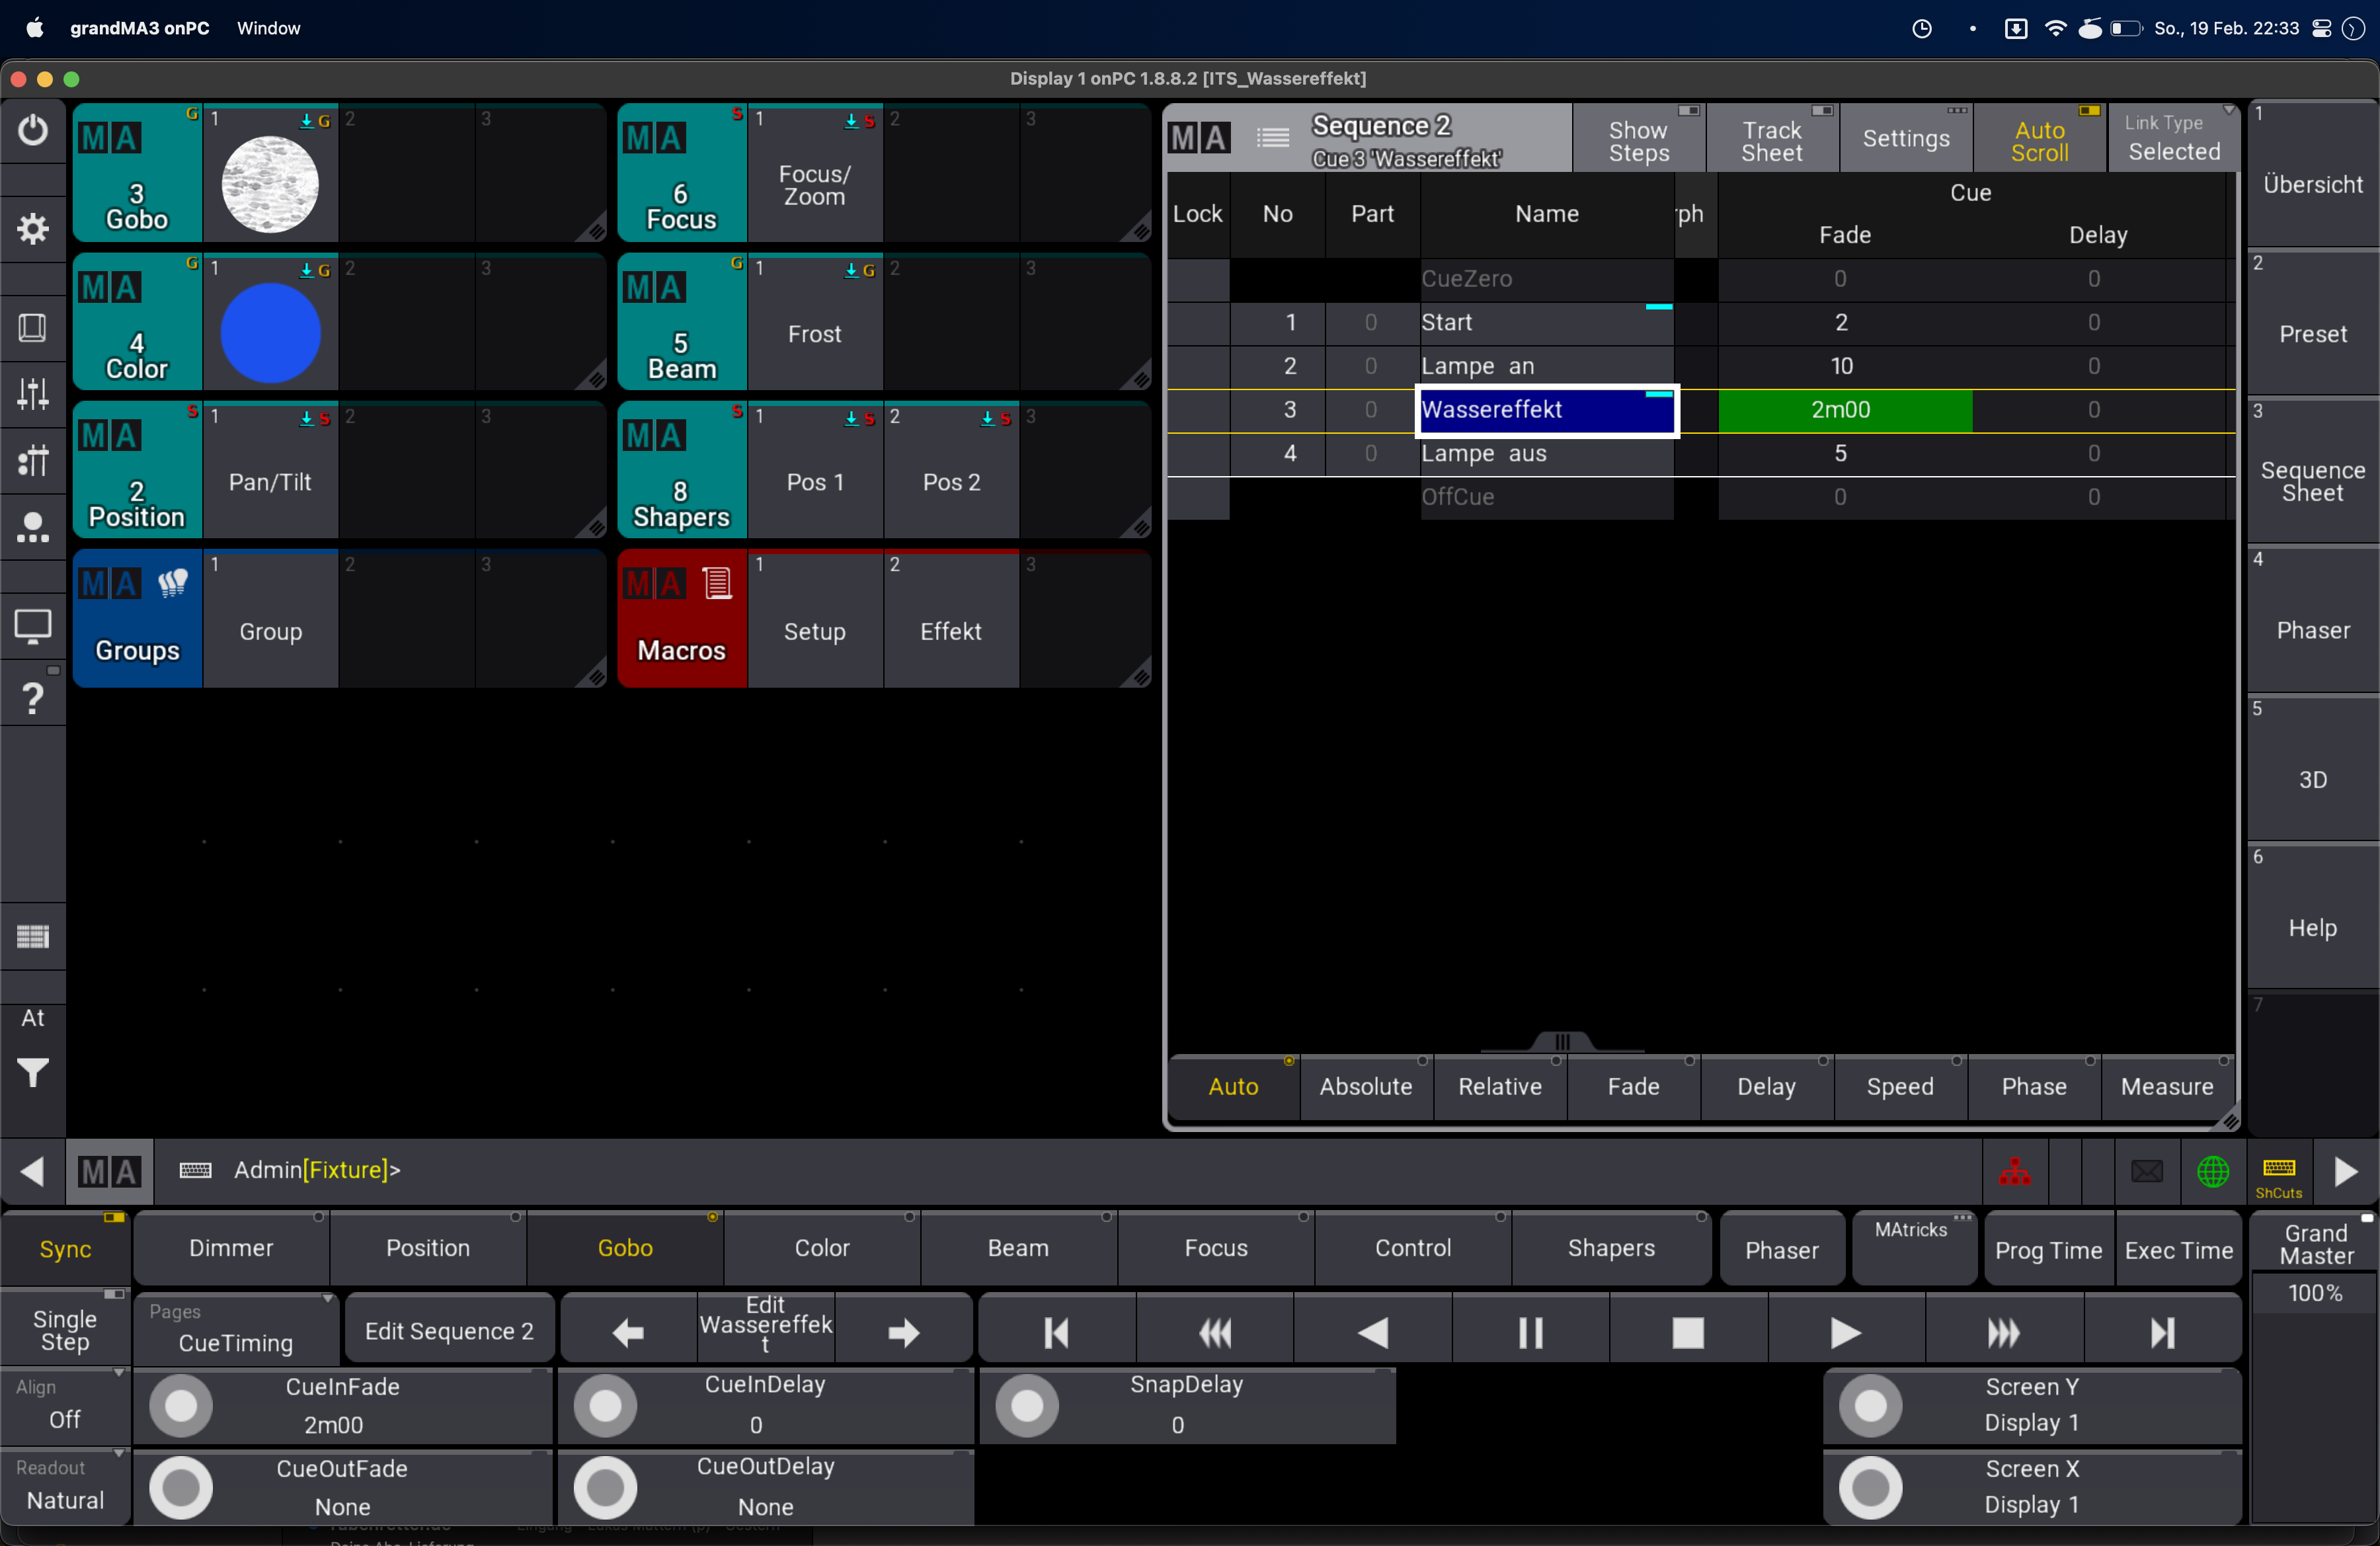 grandMA3 onPC Window
So., 19 Feb. 22:33
Display 1 onPC 1.8.8.2 [ITS_Wassereffekt]
MA G
3
Gobo
1 G
2
3
MA S
6
Focus
1 S
Focus/
Zoom
2
3
MA G
4
Color
1 G
2
3
MA G
5
Beam
1 G
Frost
2
3
MA S
2
Position
1 S
Pan/Tilt
2
3
MA S
8
Shapers
1 S
Pos 1
2 S
Pos 2
3
MA
Groups
1
Group
2
3
MA
Macros
1
Setup
2
Effekt
3
MA
Sequence 2
Cue 3 'Wassereffekt'
Show
Steps
Track
Sheet
Settings
Auto
Scroll
Link Type
Selected
Lock No Part Name rph Cue
Fade Delay
CueZero 0 0
1 0 Start 2 0
2 0 Lampe an 10 0
3 0 Wassereffekt 2m00 0
4 0 Lampe aus 5 0
OffCue 0 0
Auto Absolute Relative Fade Delay Speed Phase Measure
1
Übersicht
2
Preset
3
Sequence
Sheet
4
Phaser
5
3D
6
Help
7
?
At
MA
Admin[Fixture]>
ShCuts
Sync
Dimmer Position Gobo Color Beam Focus Control Shapers
Phaser
MAtricks
Prog Time
Exec Time
Grand
Master
100%
Single
Step
Pages
CueTiming
Edit Sequence 2
Edit
Wassereffek
t
Align
Off
CueInFade
2m00
CueInDelay
0
SnapDelay
0
Screen Y
Display 1
Readout
Natural
CueOutFade
None
CueOutDelay
None
Screen X
Display 1